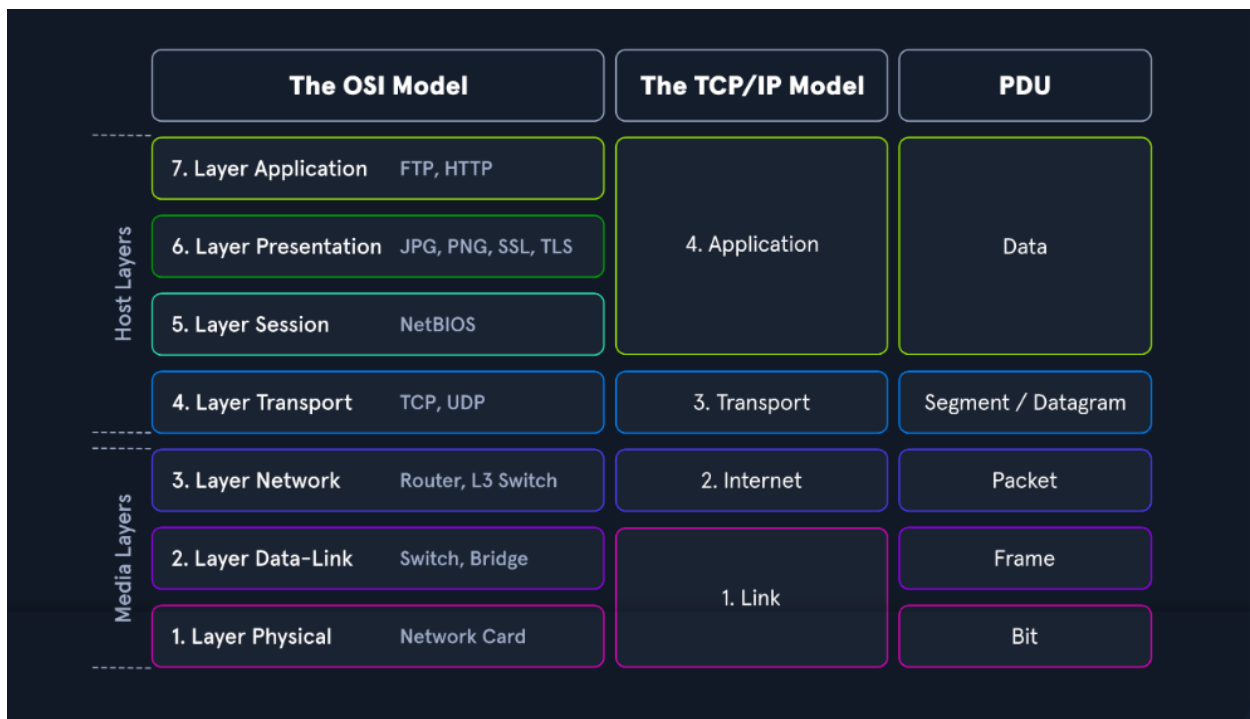 The OSI Model
The TCP/IP Model
PDU
Host Layers
7. Layer Application FTP, HTTP
6. Layer Presentation JPG, PNG, SSL, TLS
5. Layer Session NetBIOS
4. Application
Data
4. Layer Transport TCP, UDP
3. Transport
Segment / Datagram
Media Layers
3. Layer Network Router, L3 Switch
2. Internet
Packet
2. Layer Data-Link Switch, Bridge
Frame
1. Layer Physical Network Card
1. Link
Bit